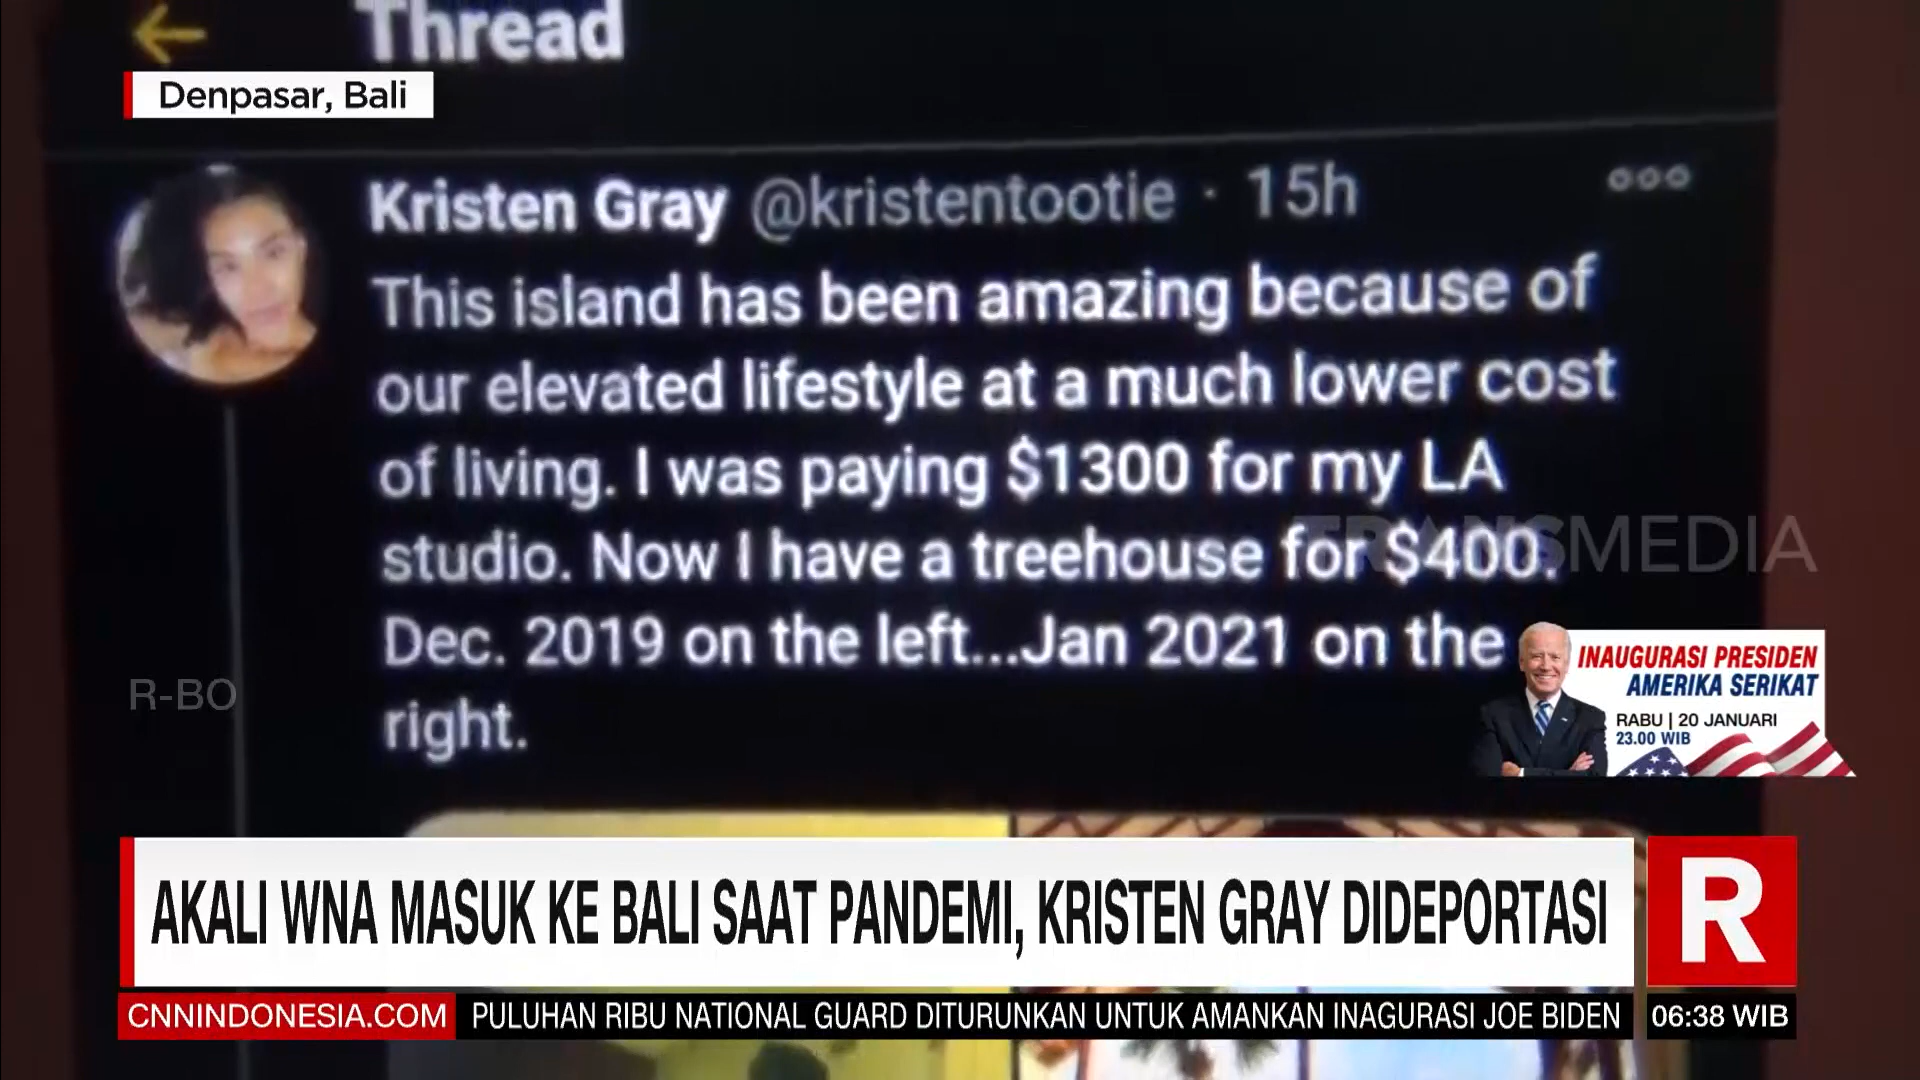 Thread
Denpasar, Bali
Kristen Gray @kristentootie · 15h
This island has been amazing because of
our elevated lifestyle at a much lower cost
of living. I was paying $1300 for my LA
studio. Now I have a treehouse for $400.
Dec. 2019 on the left...Jan 2021 on the
right.
TRANSMEDIA
R-BO
INAUGURASI PRESIDEN
AMERIKA SERIKAT
RABU | 20 JANUARI
23.00 WIB
AKALI WNA MASUK KE BALI SAAT PANDEMI, KRISTEN GRAY DIDEPORTASI
R
CNNINDONESIA.COM
PULUHAN RIBU NATIONAL GUARD DITURUNKAN UNTUK AMANKAN INAGURASI JOE BIDEN
06:38 WIB